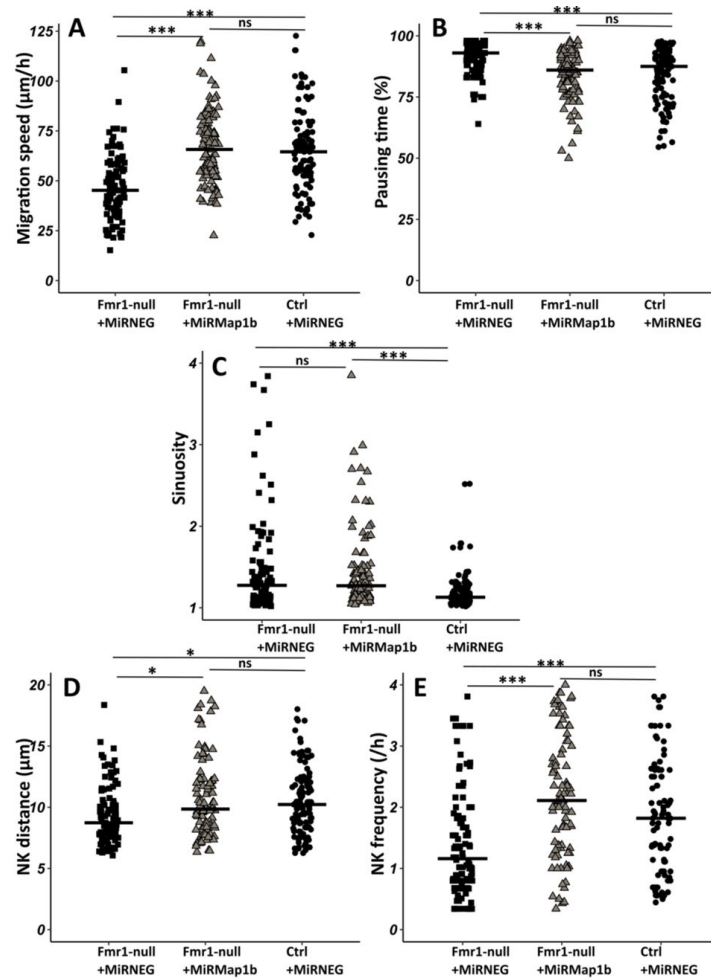 A
***
***
ns
Migration speed (µm/h)
125
100
75
50
25
0
Fmr1-null
+MiRNEG
Fmr1-null
+MiRMap1b
Ctrl
+MiRNEG
B
***
***
ns
Pausing time (%)
100
75
50
25
0
Fmr1-null
+MiRNEG
Fmr1-null
+MiRMap1b
Ctrl
+MiRNEG
C
***
ns
***
Sinuosity
4
3
2
1
Fmr1-null
+MiRNEG
Fmr1-null
+MiRMap1b
Ctrl
+MiRNEG
D
*
*
ns
NK distance (µm)
20
15
10
5
0
Fmr1-null
+MiRNEG
Fmr1-null
+MiRMap1b
Ctrl
+MiRNEG
E
***
***
ns
NK frequency (/h)
4
3
2
1
0
Fmr1-null
+MiRNEG
Fmr1-null
+MiRMap1b
Ctrl
+MiRNEG